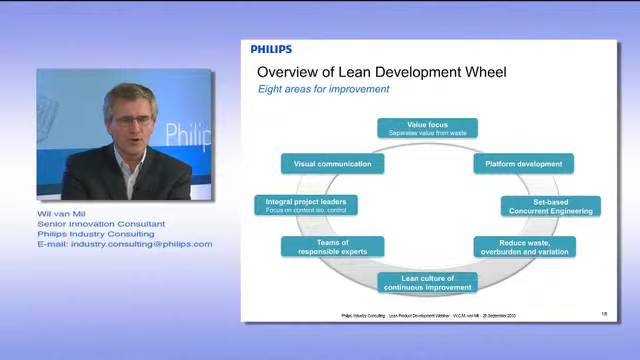 PHILIPS
Overview of Lean Development Wheel
Eight areas for improvement
Value focus
Separates value from waste
Visual communication
Platform development
Integral project leaders
Focus on content iso. control
Set-based
Concurrent Engineering
Teams of
responsible experts
Reduce waste,
overburden and variation
Lean culture of
continuous improvement
Philips Industry Consulting - Lean Product Development Webinar - W.C.M. van Mil - 20 September 2010
18
Philips
Wil van Mil
Senior Innovation Consultant
Philips Industry Consulting
E-mail: industry.consulting@philips.com